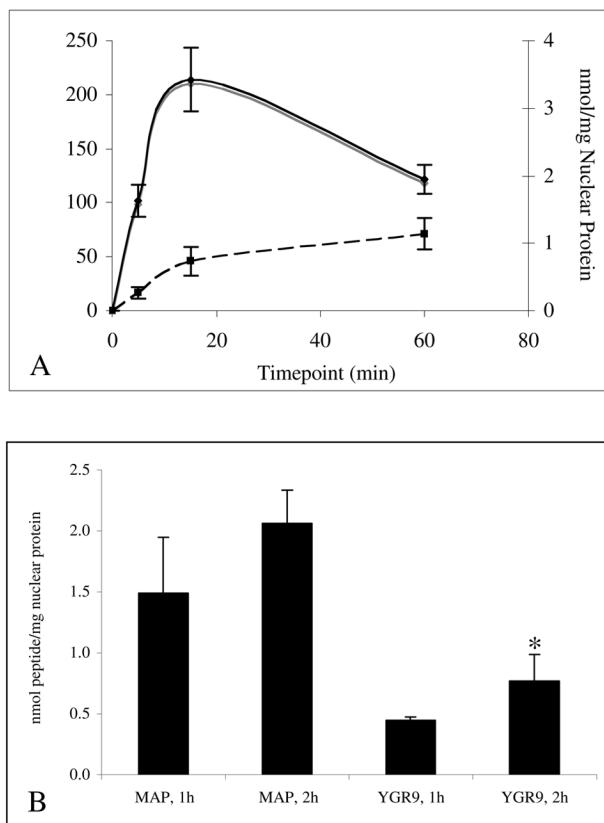 250
200
150
100
50
0
4
3
2
1
0
nmol/mg Nuclear Protein
0 20 40 60 80
Timepoint (min)
A
nmol peptide/mg nuclear protein
2.5
2.0
1.5
1.0
0.5
0.0
*
MAP, 1h MAP, 2h YGR9, 1h YGR9, 2h
B